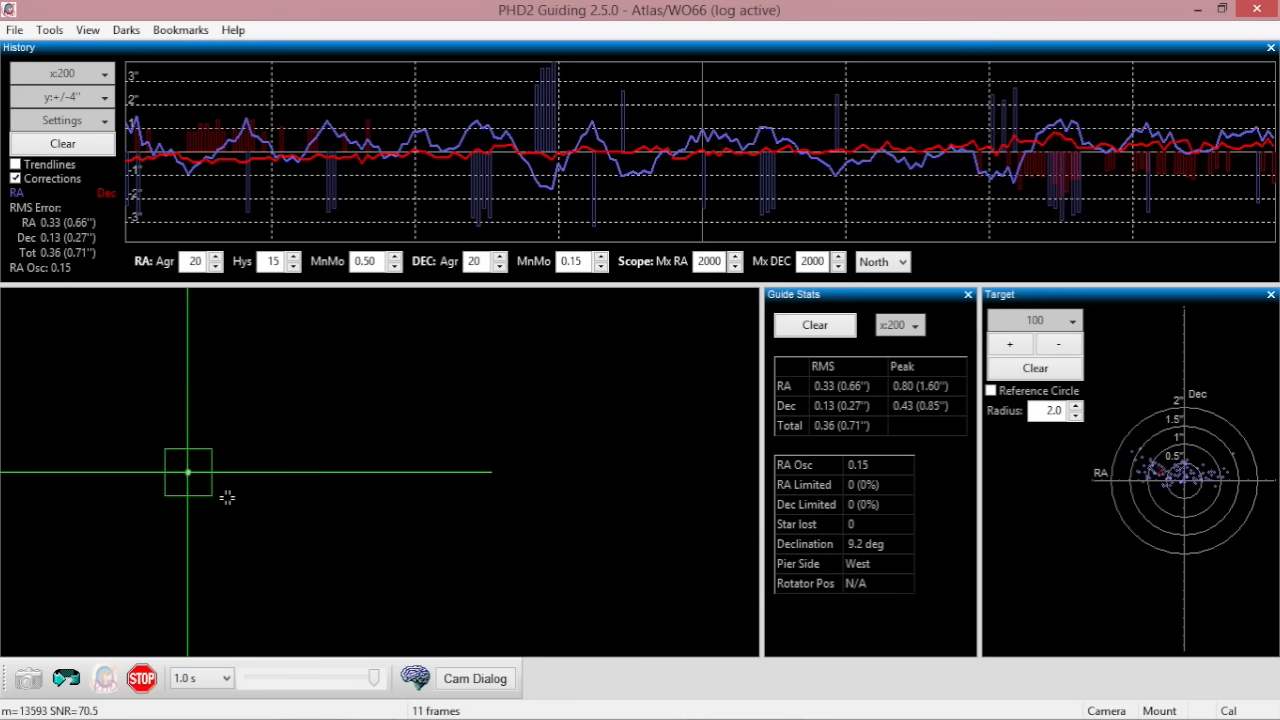 PHD2 Guiding 2.5.0 - Atlas/WO66 (log active)
File Tools View Darks Bookmarks Help
History
x:200
y:+/-4"
Settings
Clear
Trendlines
Corrections
RA Dec
RMS Error:
RA 0.33 (0.66")
Dec 0.13 (0.27")
Tot 0.36 (0.71")
RA Osc: 0.15
3"
2"
1"
-1"
-2"
-3"
RA: Agr 20 Hys 15 MnMo 0.50 DEC: Agr 20 MnMo 0.15 Scope: Mx RA 2000 Mx DEC 2000 North
Guide Stats
Clear x:200
RMS Peak
RA 0.33 (0.66") 0.80 (1.60")
Dec 0.13 (0.27") 0.43 (0.85")
Total 0.36 (0.71")
RA Osc 0.15
RA Limited 0 (0%)
Dec Limited 0 (0%)
Star lost 0
Declination 9.2 deg
Pier Side West
Rotator Pos N/A
Target
100
+ -
Clear
Reference Circle
Radius: 2.0
Dec
2"
1.5"
1"
0.5"
RA
STOP 1.0 s Cam Dialog
m=13593 SNR=70.5 11 frames Camera Mount Cal